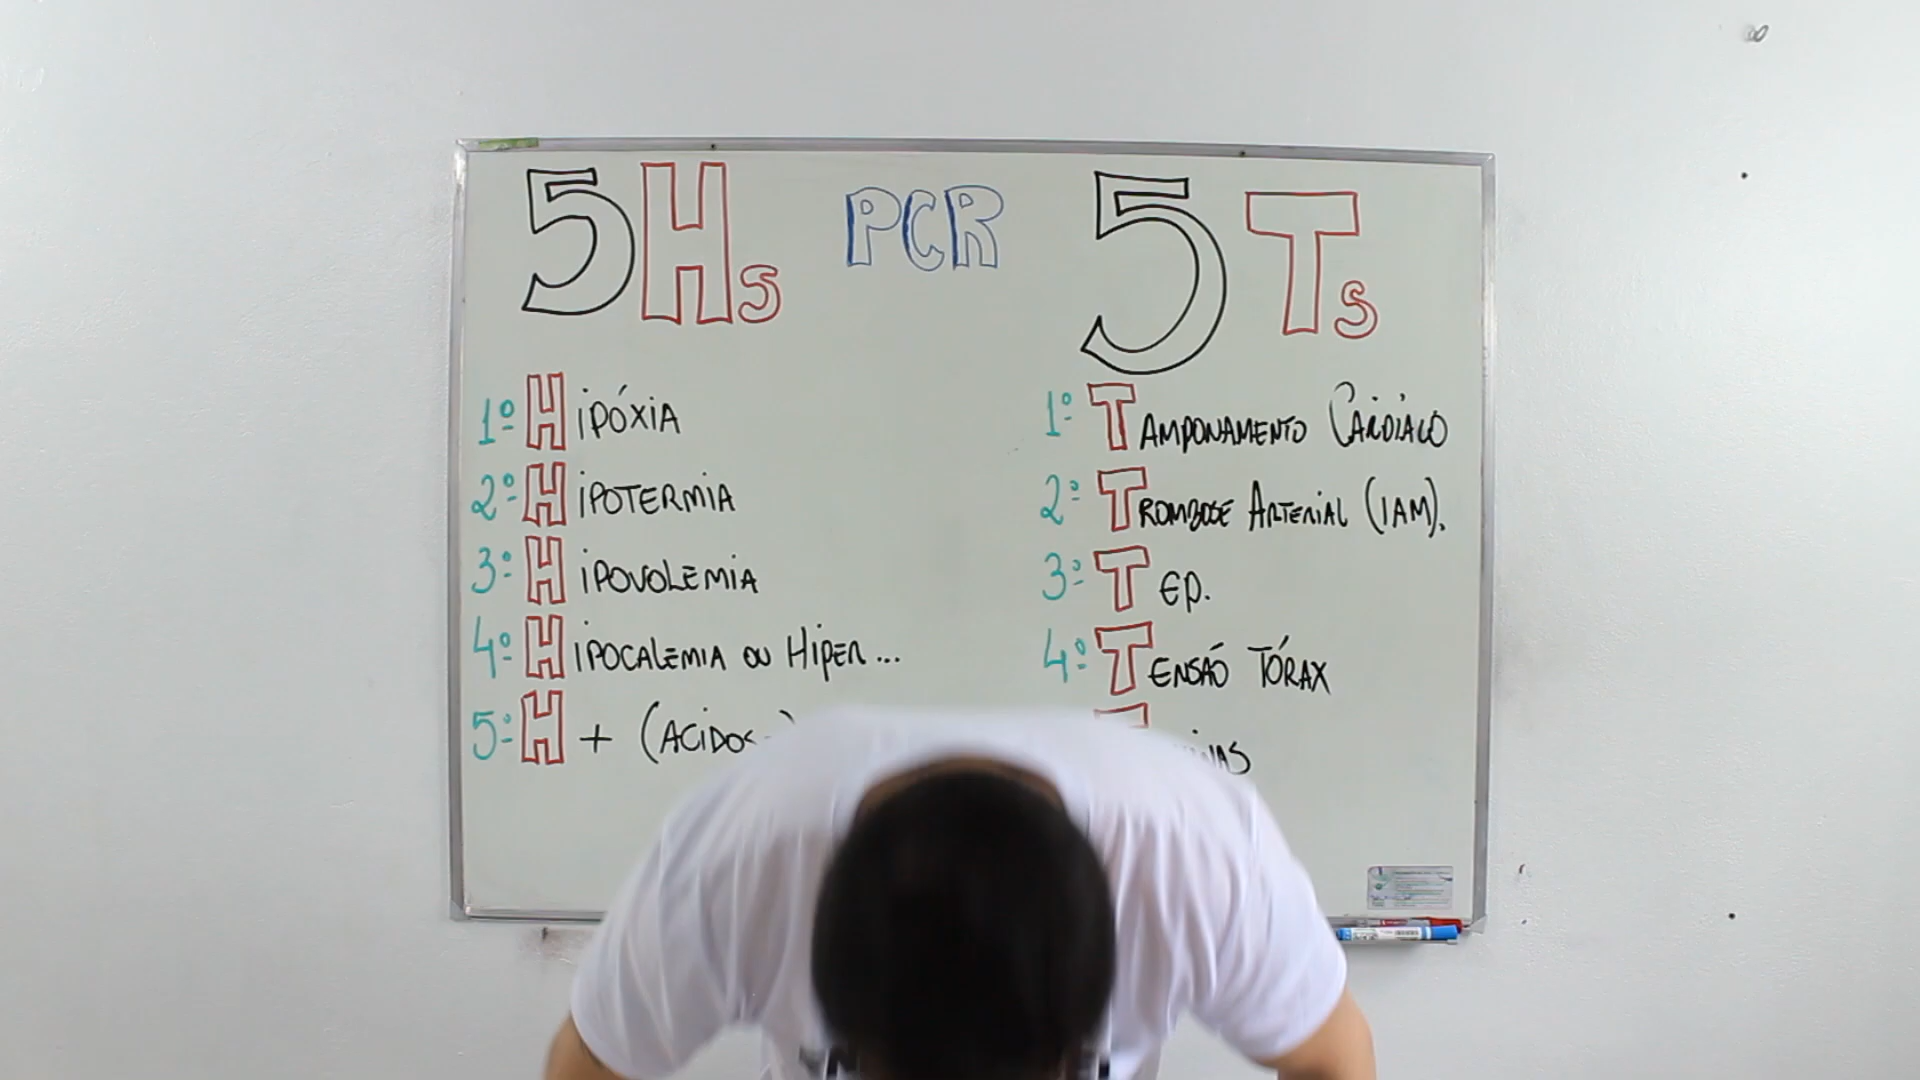 5Hs PCR 5Ts
1º Hipóxia
2º Hipotermia
3º Hipovolemia
4º Hipocalemia ou Hiper...
5º H + (Acidos
1º Tamponamento Cardíaco
2º Trombose Arterial (IAM).
3º Tep.
4º Tensão Tórax